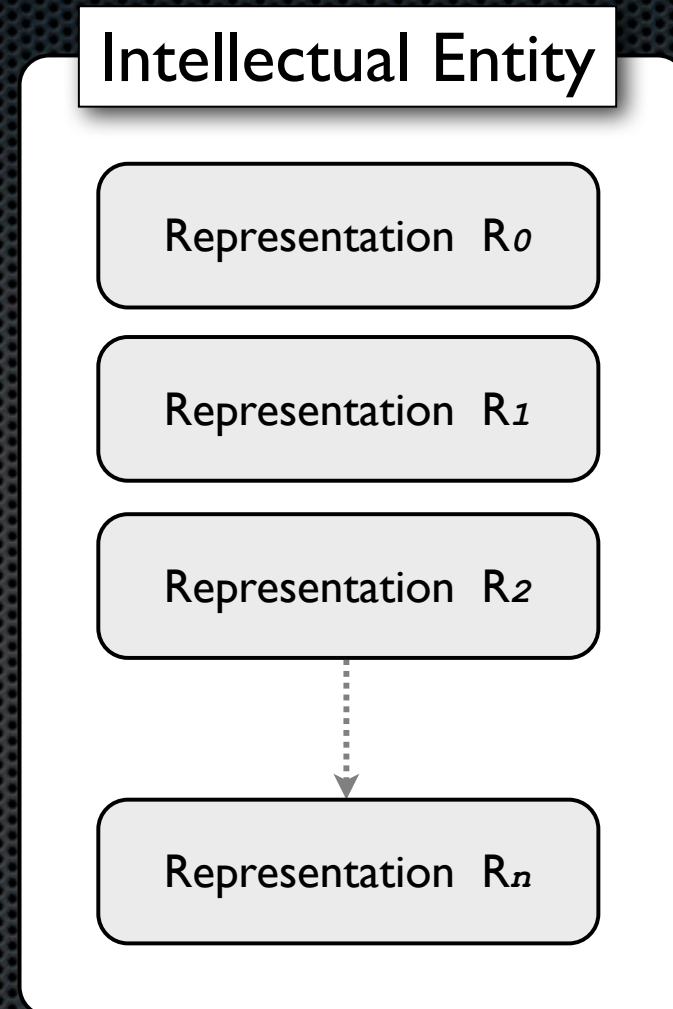 Intellectual Entity
Representation R0
Representation R1
Representation R2
Representation Rn